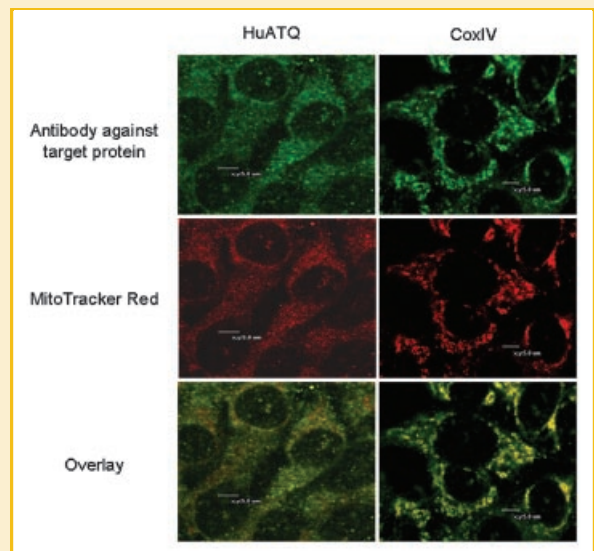 HuATQ CoxIV
Antibody against
target protein
MitoTracker Red
Overlay